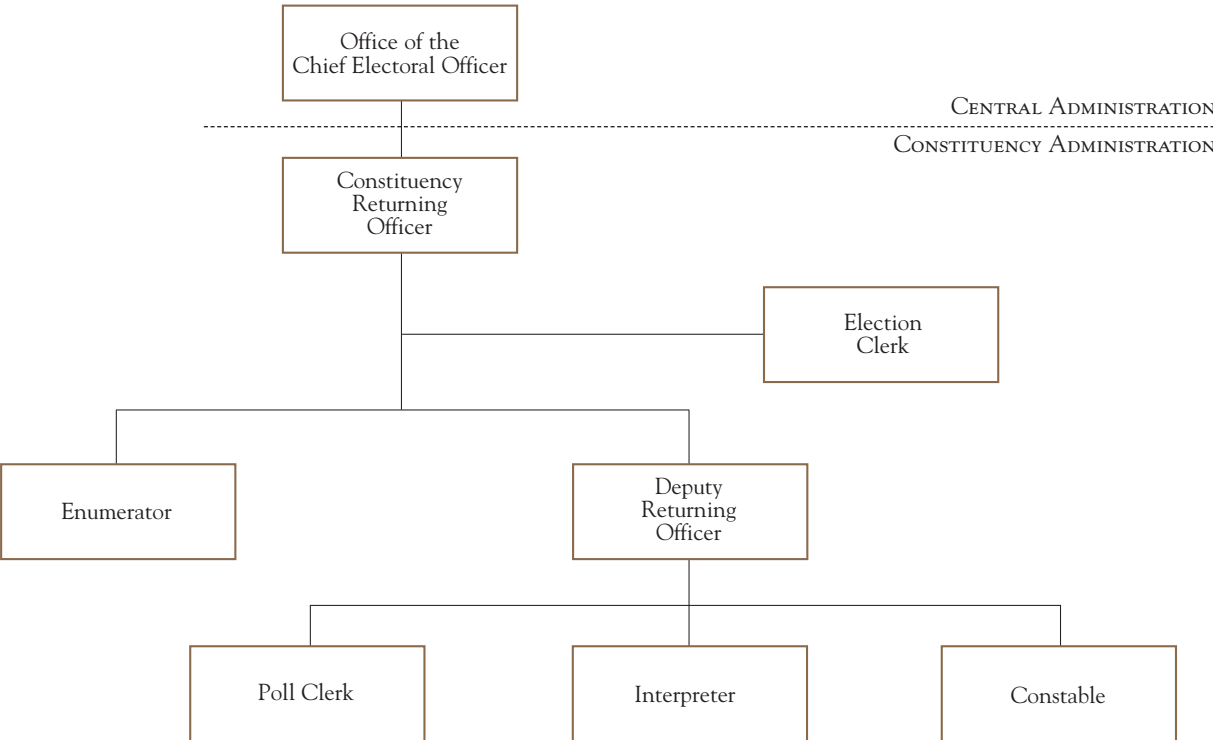 Office of the
Chief Electoral Officer
Central Administration
Constituency Administration
Constituency
Returning
Officer
Election
Clerk
Enumerator
Deputy
Returning
Officer
Poll Clerk
Interpreter
Constable